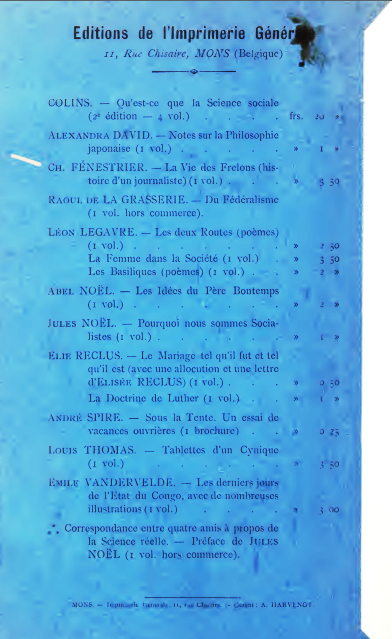 Editions de l'Imprimerie Génér
11, Rue Chisaire, MONS (Belgique)
COLINS. — Qu'est-ce que la Science sociale
(2e édition — 4 vol.) . . . . frs. 20 »
ALEXANDRA DAVID. — Notes sur la Philosophie
japonaise (1 vol.) . . . . . » 1 »
CH. FÉNESTRIER. — La Vie des Frelons (his-
toire d'un journaliste) (1 vol.) . . . » 3 50
RAOUL DE LA GRASSERIE. — Du Fédéralisme
(1 vol. hors commerce).
LÉON LEGAVRE. — Les deux Routes (poèmes)
(1 vol.) . . . . . . . » 2 50
La Femme dans la Société (1 vol.) . » 3 50
Les Basiliques (poèmes) (1 vol.) . . » 2 »
ABEL NOËL. — Les Idées du Père Bontemps
(1 vol.) . . . . . . . » 2 »
JULES NOËL. — Pourquoi nous sommes Socia-
listes (1 vol.) . . . . . . » 1 »
ELIE RECLUS. — Le Mariage tel qu'il fut et tel
qu'il est (avec une allocution et une lettre
d'ELISÉE RECLUS) (1 vol.) . . . » 0 50
La Doctrine de Luther (1 vol.) . . » 1 »
ANDRÉ SPIRE. — Sous la Tente. Un essai de
vacances ouvrières (1 brochure) . » 0 25
LOUIS THOMAS. — Tablettes d'un Cynique
(1 vol.) . . . . . . . » 3 50
ÉMILE VANDERVELDE. — Les derniers jours
de l'Etat du Congo, avec de nombreuses
illustrations (1 vol.) . . . . . » 3 00
⁂ Correspondance entre quatre amis à propos de
la Science réelle. — Préface de JULES
NOËL (1 vol. hors commerce).
MONS. — Imprimerie Générale, 11, rue Chisaire. — Gérant : A. HARVENGT